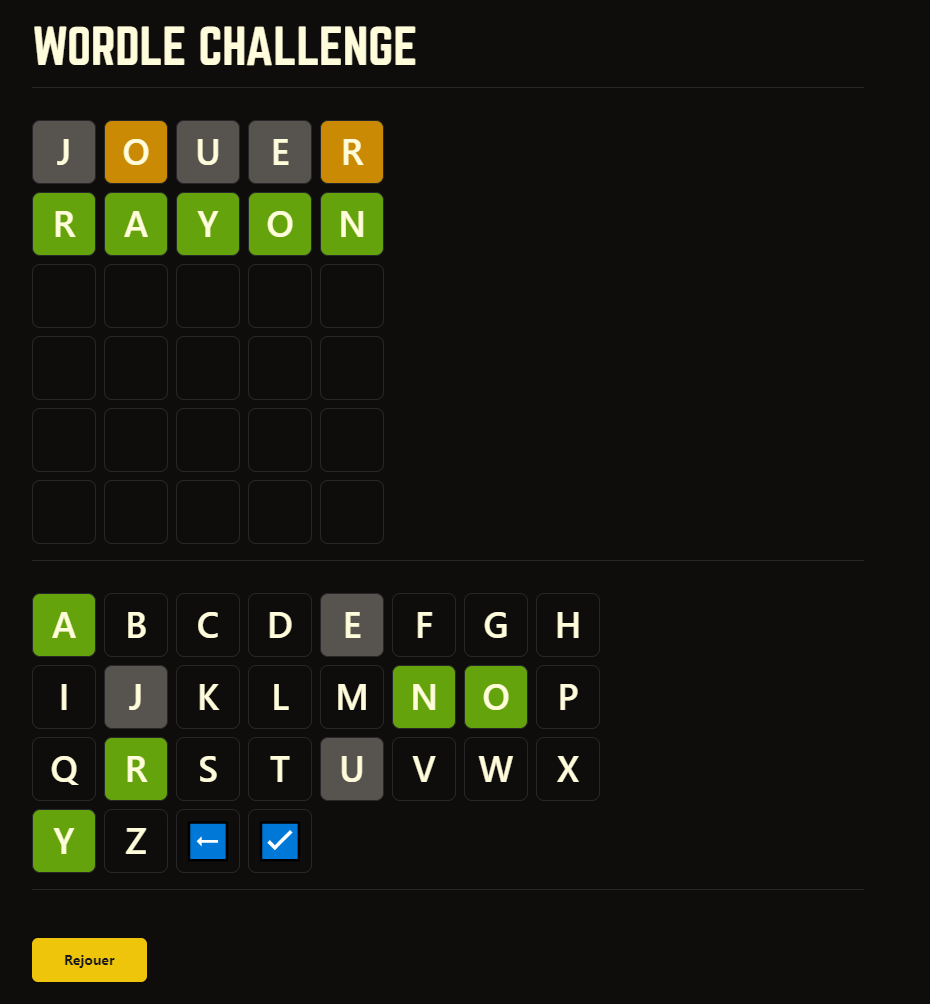 WORDLE CHALLENGE
J O U E R
R A Y O N
A B C D E F G H
I J K L M N O P
Q R S T U V W X
Y Z ← ✓
Rejouer